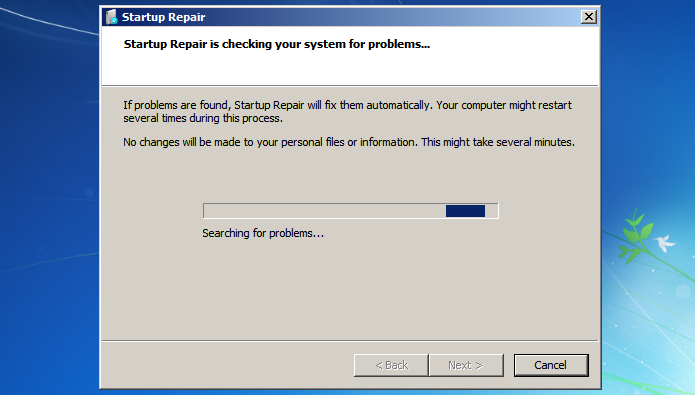 Startup Repair
Startup Repair is checking your system for problems...
If problems are found, Startup Repair will fix them automatically. Your computer might restart
several times during this process.
No changes will be made to your personal files or information. This might take several minutes.
Searching for problems...
< Back
Next >
Cancel